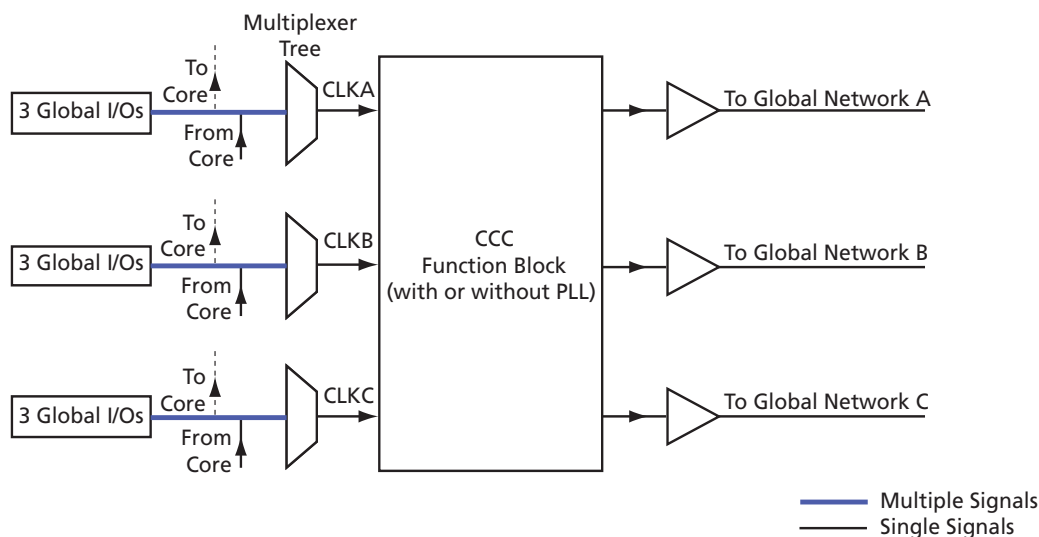 Multiplexer
Tree
To
Core
CLKA
3 Global I/Os
From
Core
To Global Network A
To
Core
CLKB
3 Global I/Os
From
Core
CCC
Function Block
(with or without PLL)
To Global Network B
To
Core
CLKC
3 Global I/Os
From
Core
To Global Network C
Multiple Signals
Single Signals